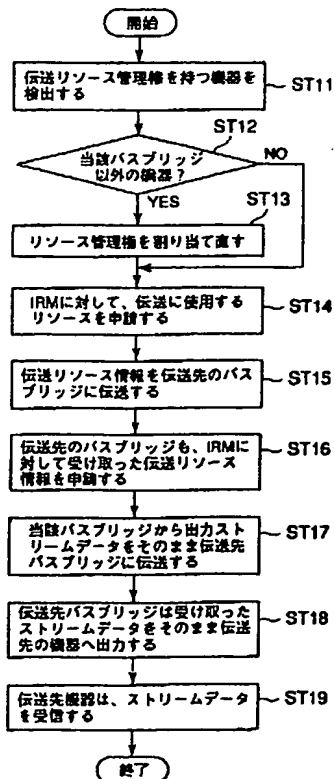 開始
伝送リソース管理権を持つ機器を
検出する
ST11
ST12
当該バスブリッジ
以外の機器?
NO
YES
ST13
リソース管理権を割り当て直す
IRMに対して、伝送に使用する
リソースを申請する
ST14
伝送リソース情報を伝送先のバス
ブリッジに伝送する
ST15
伝送先のバスブリッジも、IRMに
対して受け取った伝送リソース
情報を申請する
ST16
当該バスブリッジから出力スト
リームデータをそのまま伝送先
バスブリッジに伝送する
ST17
伝送先バスブリッジは受け取った
ストリームデータをそのまま伝送
先の機器へ出力する
ST18
伝送先機器は、ストリームデータ
を受信する
ST19
終了